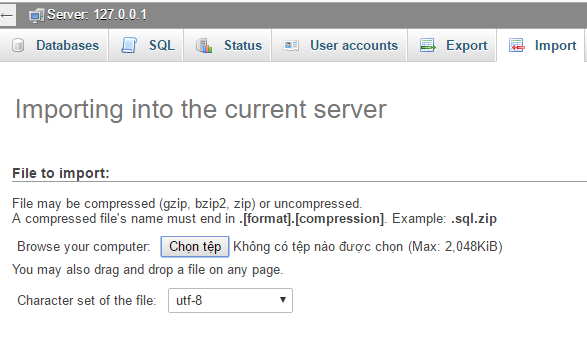 ← Server: 127.0.0.1
Databases SQL Status User accounts Export Import
Importing into the current server
File to import:
File may be compressed (gzip, bzip2, zip) or uncompressed.
A compressed file's name must end in .[format].[compression]. Example: .sql.zip
Browse your computer: Chọn tệp Không có tệp nào được chọn (Max: 2,048KiB)
You may also drag and drop a file on any page.
Character set of the file: utf-8